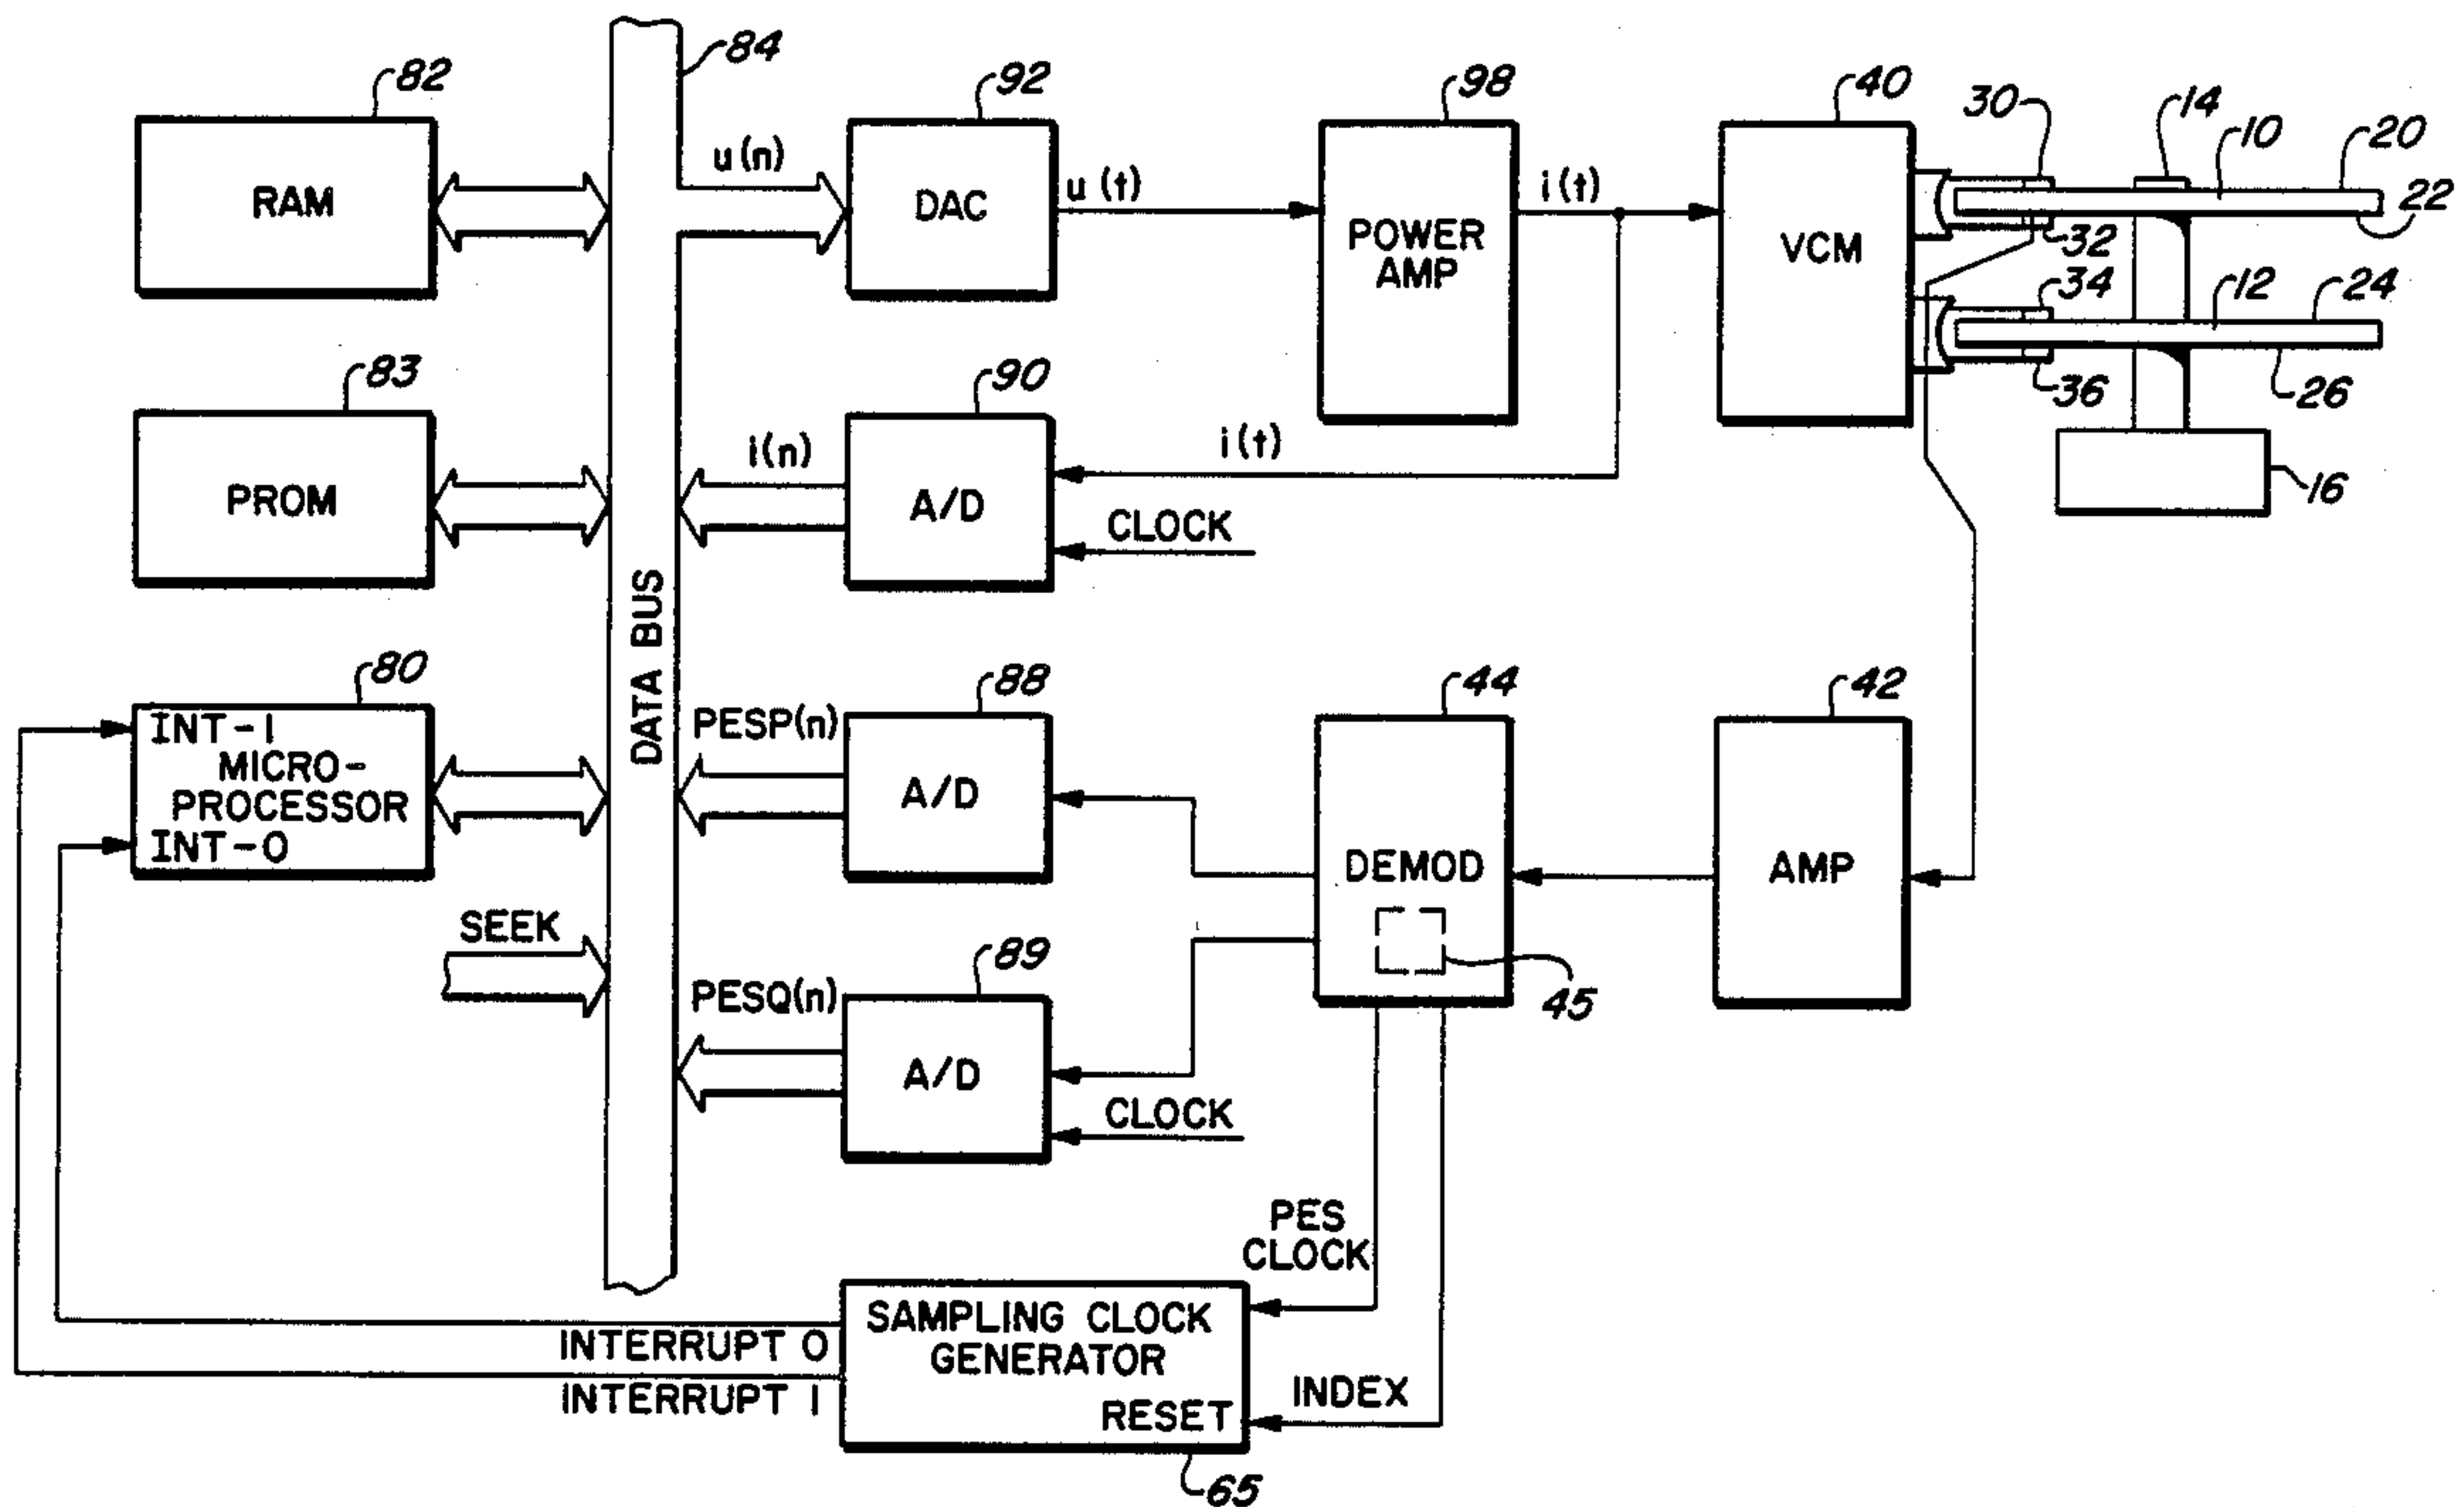 82
84
92
98
40
30
14
10
20
RAM
u(n)
DAC
u(t)
POWER
AMP
i(t)
VCM
22
32
34
12
24
36
26
83
90
PROM
i(n)
A/D
i(t)
CLOCK
16
DATA BUS
80
88
44
42
INT-1
MICRO-
PROCESSOR
INT-0
PESP(n)
A/D
DEMOD
AMP
SEEK
89
45
PESQ(n)
A/D
CLOCK
PES
CLOCK
SAMPLING CLOCK
GENERATOR
RESET
INTERRUPT 0
INTERRUPT 1
INDEX
65